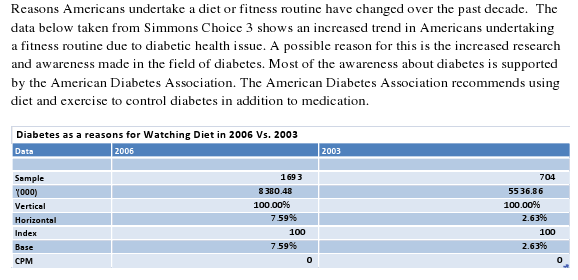 Reasons Americans undertake a diet or fitness routine have changed over the past decade.  The
data below taken from Simmons Choice 3 shows an increased trend in Americans undertaking
a fitness routine due to diabetic health issue. A possible reason for this is the increased research
and awareness made in the field of diabetes. Most of the awareness about diabetes is supported
by the American Diabetes Association. The American Diabetes Association recommends using
diet and exercise to control diabetes in addition to medication.
Diabetes as a reasons for Watching Diet in 2006 Vs. 2003
Data 2006 2003
Sample 1693 704
'(000) 8380.48 5536.86
Vertical 100.00% 100.00%
Horizontal 7.59% 2.63%
Index 100 100
Base 7.59% 2.63%
CPM 0 0